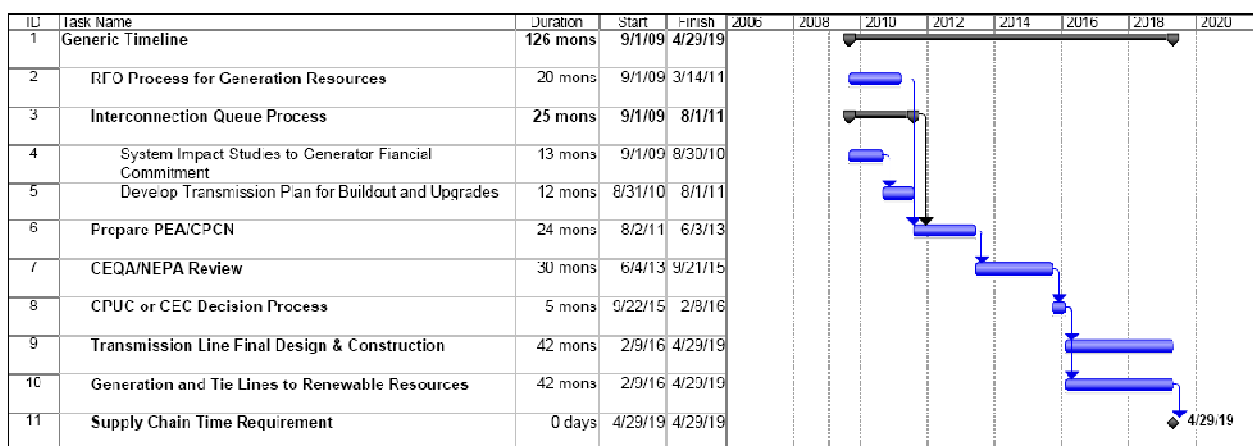 ID Task Name Duration Start Finish 2006 2008 2010 2012 2014 2016 2018 2020
1 Generic Timeline 126 mons 9/1/09 4/29/19
2 RFO Process for Generation Resources 20 mons 9/1/09 3/14/11
3 Interconnection Queue Process 25 mons 9/1/09 8/1/11
4 System Impact Studies to Generator Fiancial 13 mons 9/1/09 8/30/10
Commitment
5 Develop Transmission Plan for Buildout and Upgrades 12 mons 8/31/10 8/1/11
6 Prepare PEA/CPCN 24 mons 8/2/11 6/3/13
7 CEQA/NEPA Review 30 mons 6/4/13 9/21/15
8 CPUC or CEC Decision Process 5 mons 9/22/15 2/8/16
9 Transmission Line Final Design & Construction 42 mons 2/9/16 4/29/19
10 Generation and Tie Lines to Renewable Resources 42 mons 2/9/16 4/29/19
11 Supply Chain Time Requirement 0 days 4/29/19 4/29/19 4/29/19